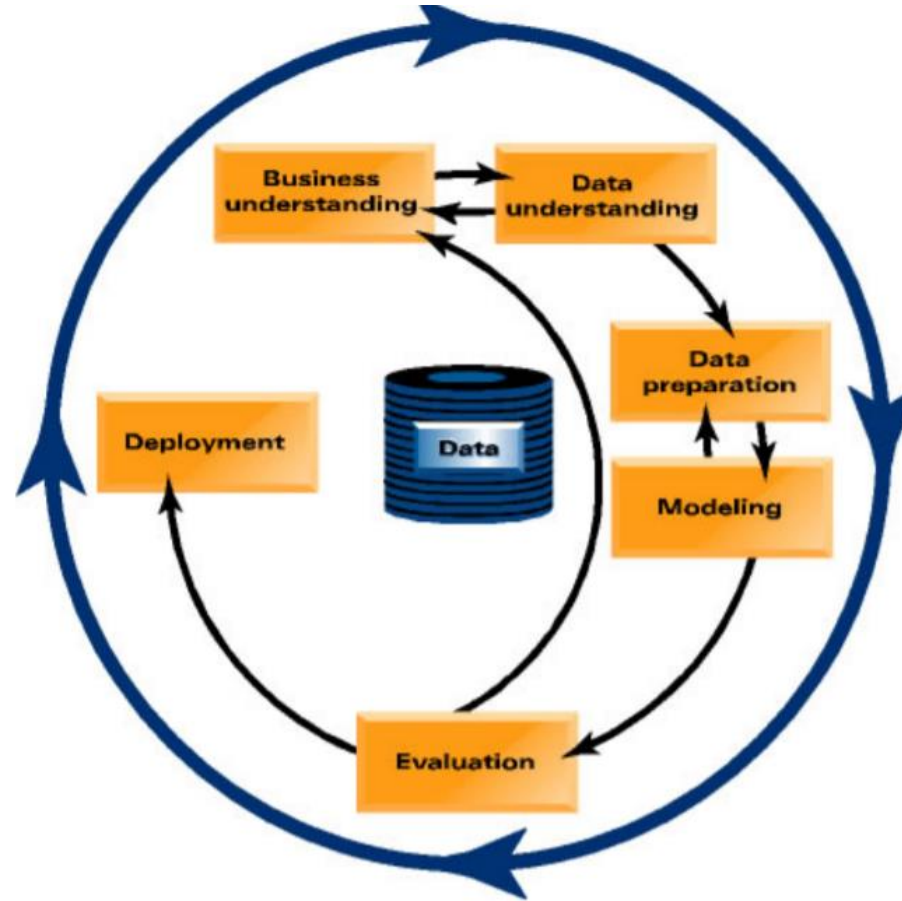 Business
understanding
Data
understanding
Data
preparation
Modeling
Deployment
Data
Evaluation